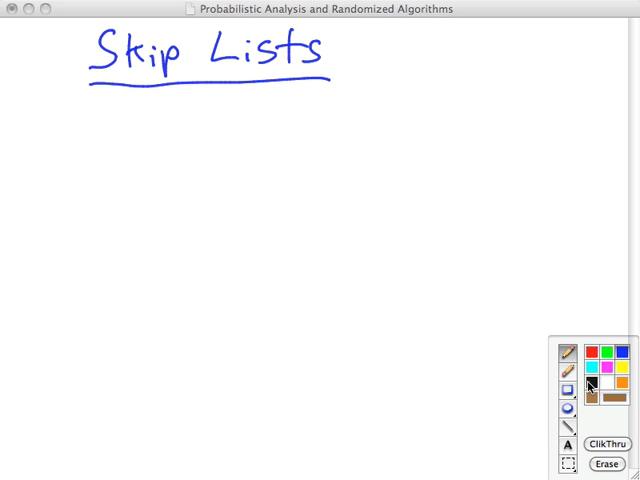 Probabilistic Analysis and Randomized Algorithms
Skip Lists
A
ClikThru
Erase